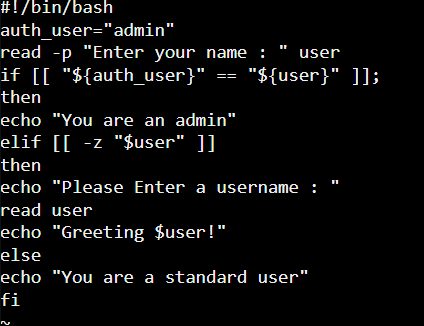 #!/bin/bash
auth_user="admin"
read -p "Enter your name : " user
if [[ "${auth_user}" == "${user}" ]];
then
echo "You are an admin"
elif [[ -z "$user" ]]
then
echo "Please Enter a username : "
read user
echo "Greeting $user!"
else
echo "You are a standard user"
fi
~